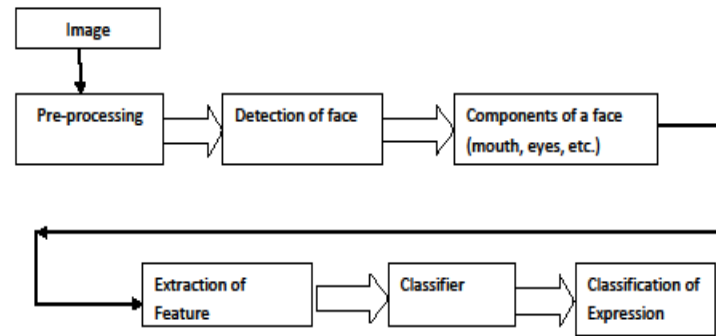 Image
Pre-processing
Detection of face
Components of a face
(mouth, eyes, etc.)
Extraction of
Feature
Classifier
Classification of
Expression